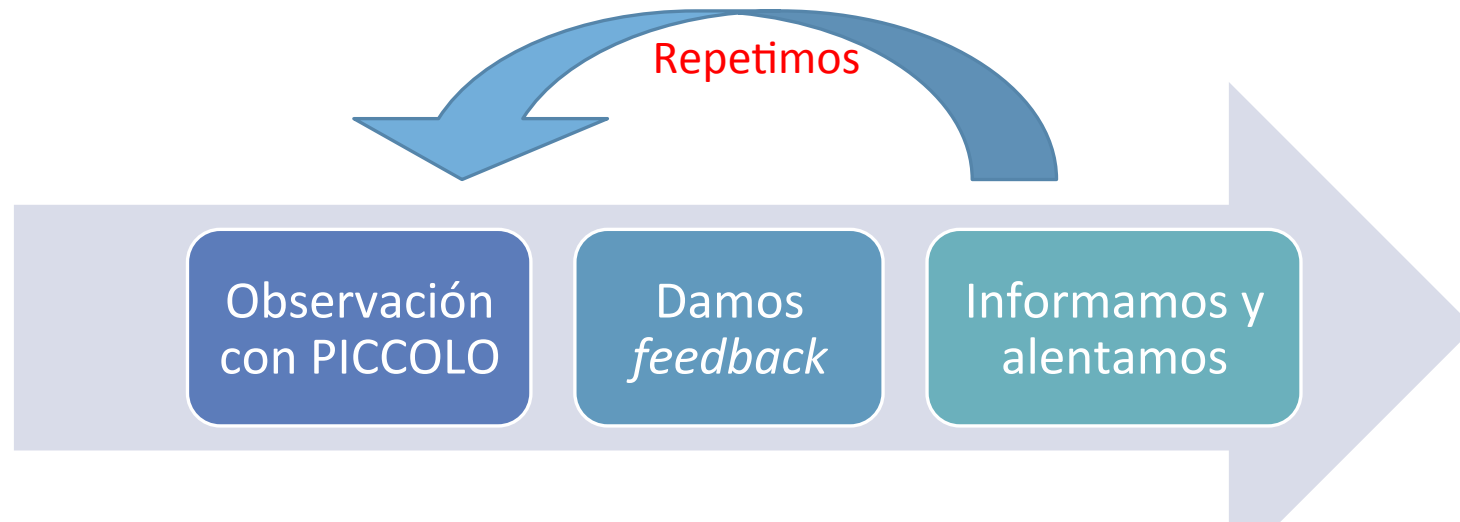 Repetimos
Observación
con PICCOLO
Damos
feedback
Informamos y
alentamos